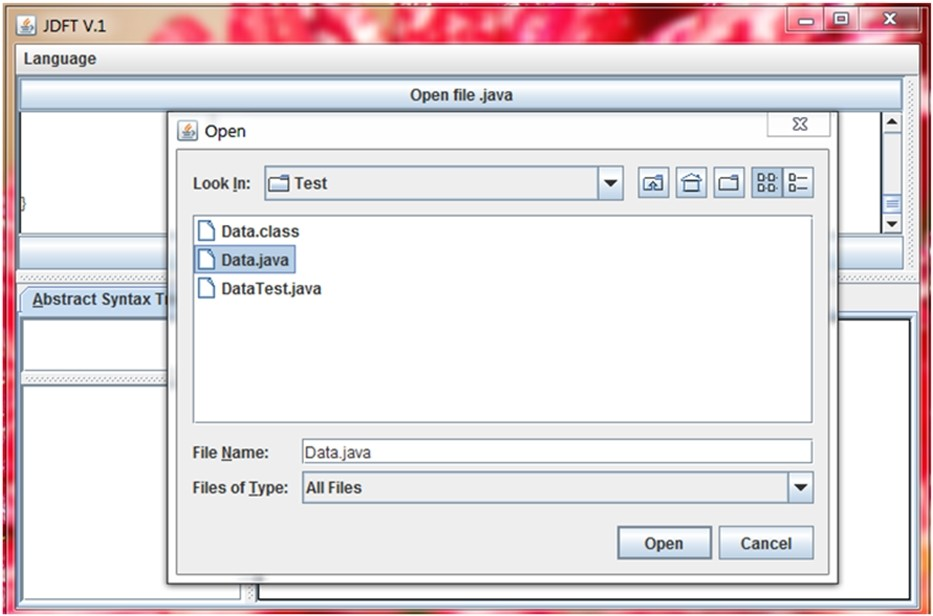 JDFT V.1
Language
Open file .java
}
Abstract Syntax T
Open
Look In: Test
Data.class
Data.java
DataTest.java
File Name: Data.java
Files of Type: All Files
Open Cancel